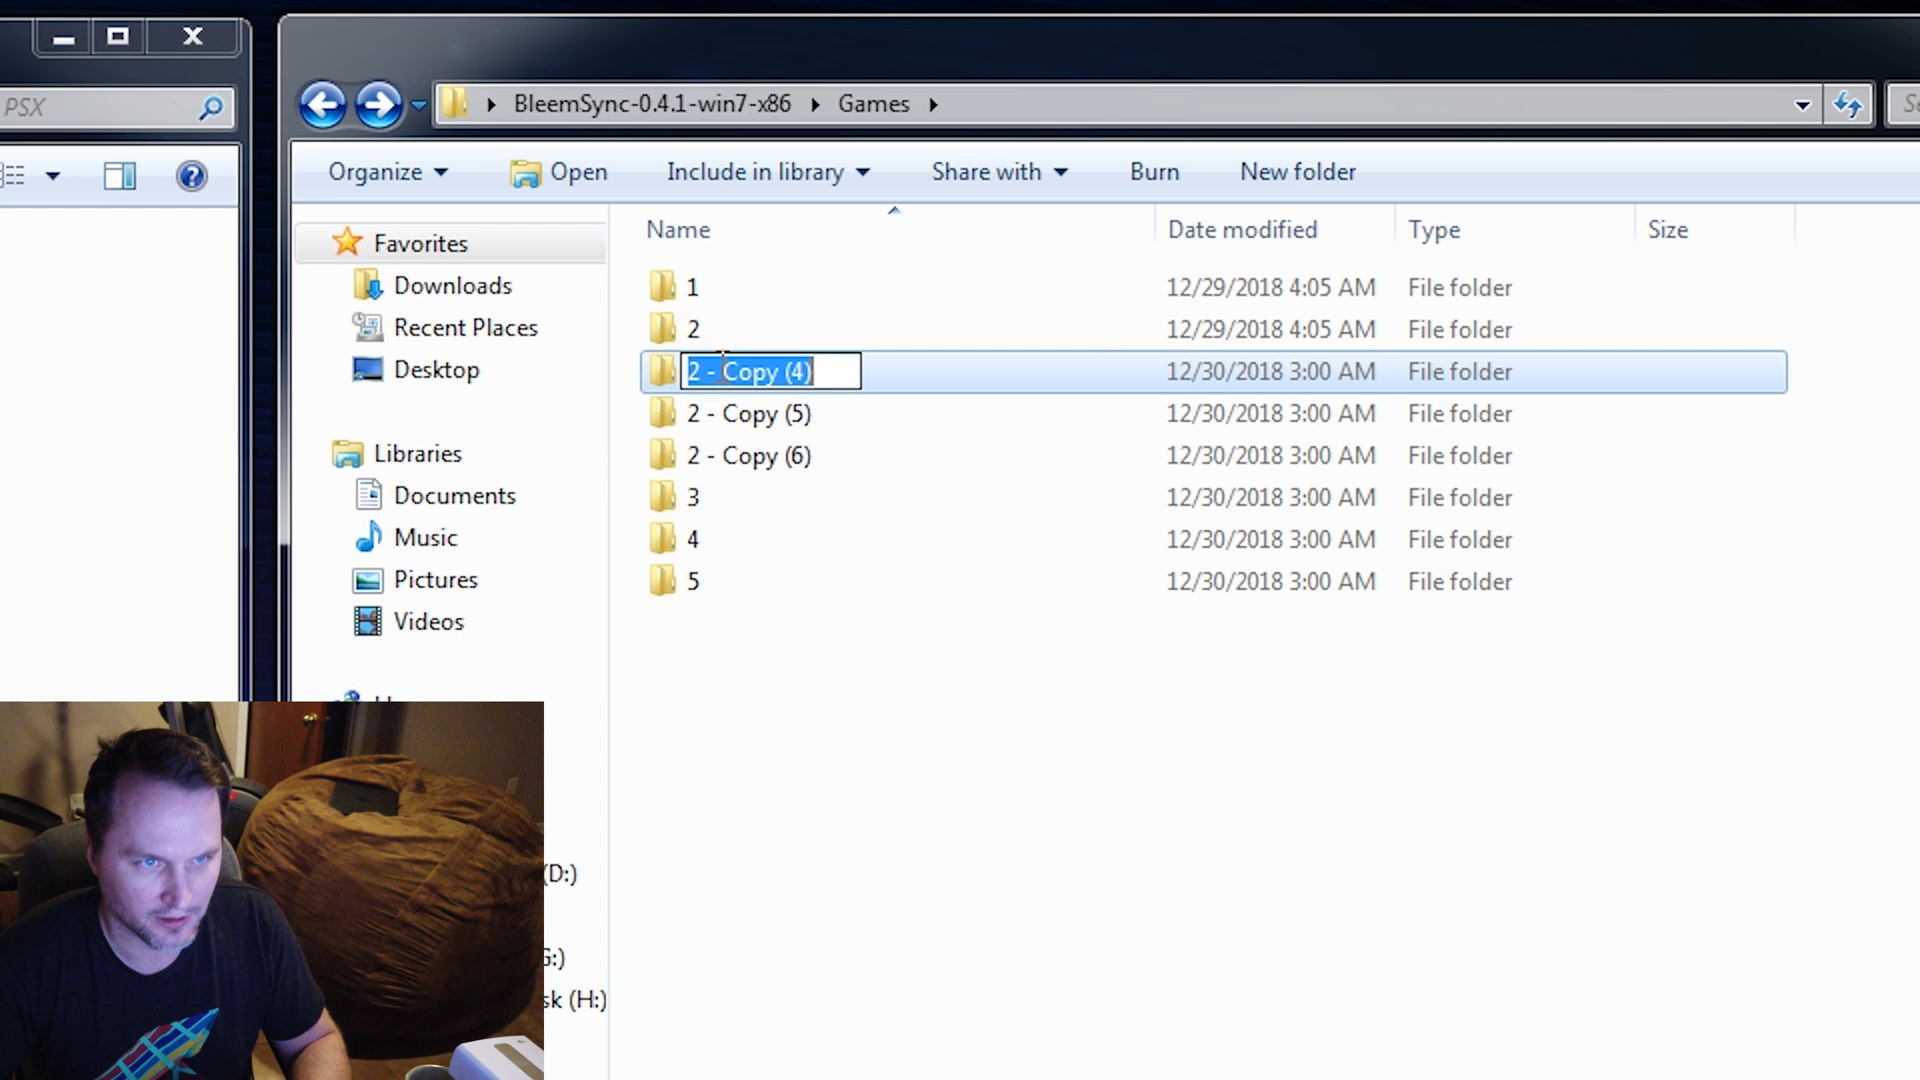 PSX
BleemSync-0.4.1-win7-x86 Games
Organize Open Include in library Share with Burn New folder
Name Date modified Type Size
Favorites
Downloads
Recent Places
Desktop
Libraries
Documents
Music
Pictures
Videos
(D:)
(H:)
1 12/29/2018 4:05 AM File folder
2 12/29/2018 4:05 AM File folder
2 - Copy (4) 12/30/2018 3:00 AM File folder
2 - Copy (5) 12/30/2018 3:00 AM File folder
2 - Copy (6) 12/30/2018 3:00 AM File folder
3 12/30/2018 3:00 AM File folder
4 12/30/2018 3:00 AM File folder
5 12/30/2018 3:00 AM File folder